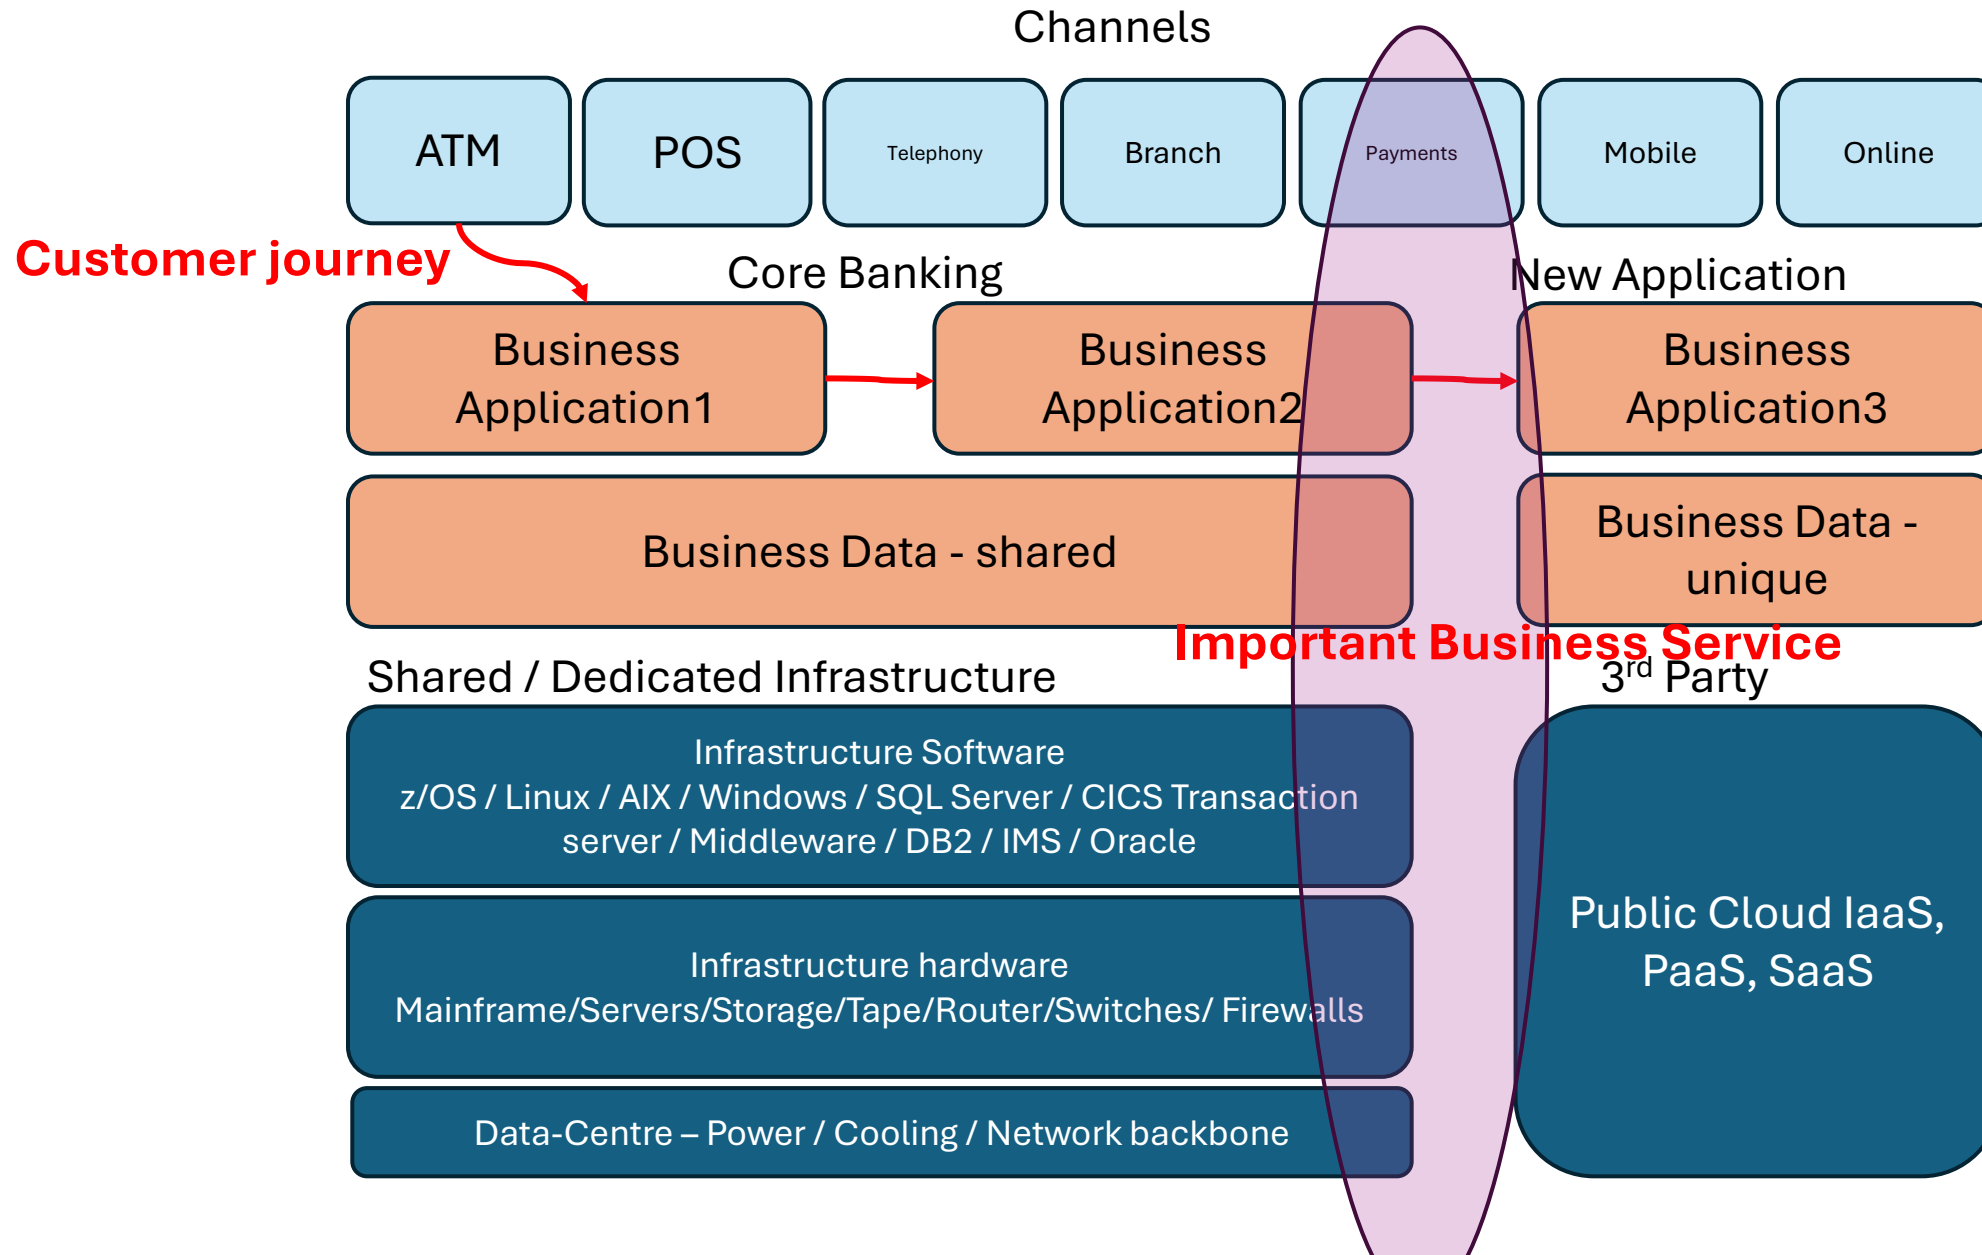 Channels
ATM
POS
Telephony
Branch
Payments
Mobile
Online
Customer journey
Core Banking
New Application
Business
Application1
Business
Application2
Business
Application3
Business Data - shared
Business Data -
unique
Important Business Service
Shared / Dedicated Infrastructure
3rd Party
Infrastructure Software
z/OS / Linux / AIX / Windows / SQL Server / CICS Transaction
server / Middleware / DB2 / IMS / Oracle
Infrastructure hardware
Mainframe/Servers/Storage/Tape/Router/Switches/ Firewalls
Public Cloud IaaS,
PaaS, SaaS
Data-Centre – Power / Cooling / Network backbone